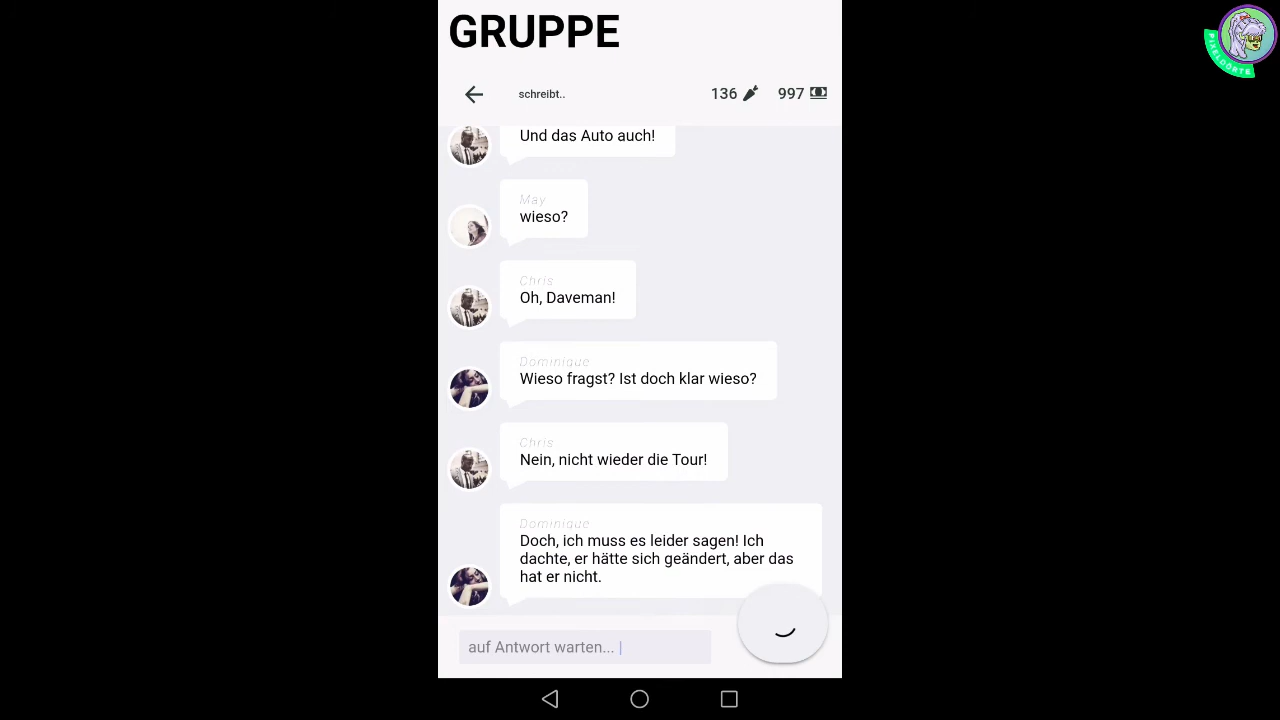 GRUPPE
schreibt..
136
997
Und das Auto auch!
May
wieso?
Chris
Oh, Daveman!
Dominique
Wieso fragst? Ist doch klar wieso?
Chris
Nein, nicht wieder die Tour!
Dominique
Doch, ich muss es leider sagen! Ich
dachte, er hätte sich geändert, aber das
hat er nicht.
auf Antwort warten...
PIXELDÖRTE